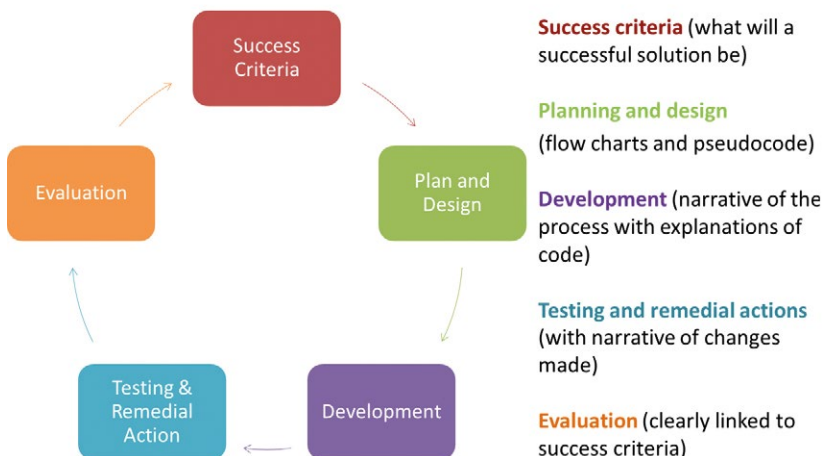 Success
Criteria
Plan and
Design
Development
Testing &
Remedial
Action
Evaluation
Success criteria (what will a
successful solution be)
Planning and design
(flow charts and pseudocode)
Development (narrative of the
process with explanations of
code)
Testing and remedial actions
(with narrative of changes
made)
Evaluation (clearly linked to
success criteria)